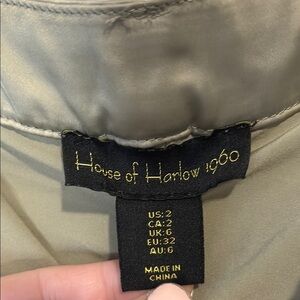 House of Harlow 1960
US:2
CA:2
UK:6
EU:32
AU:6
MADE IN
CHINA